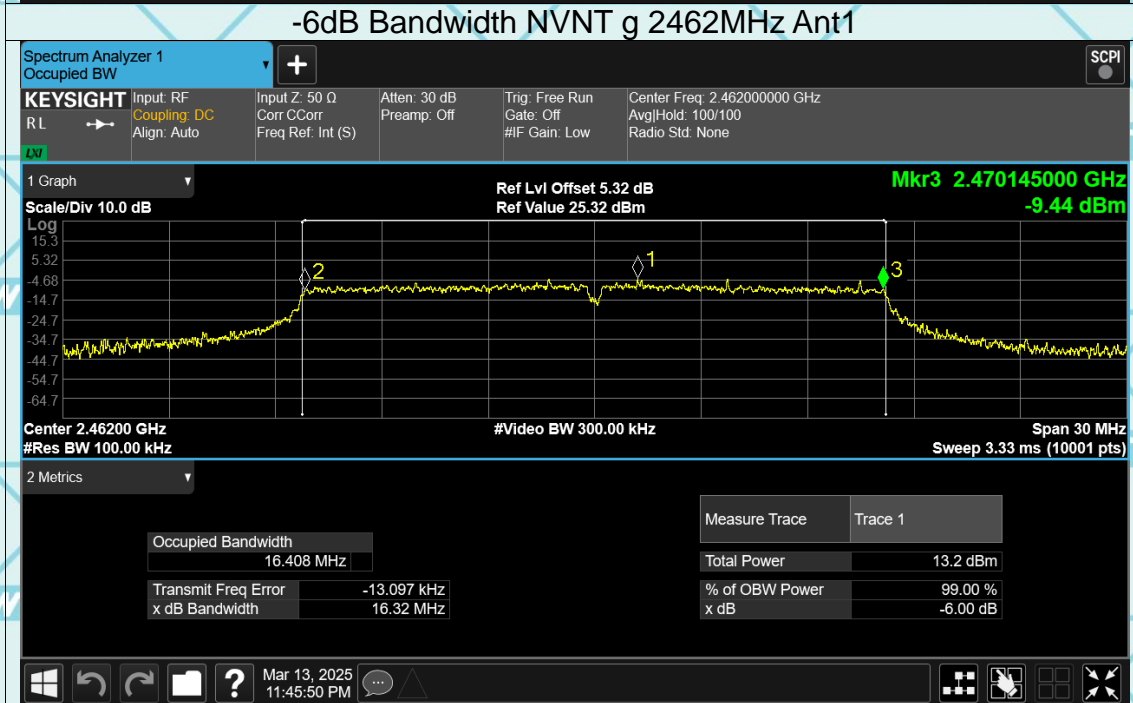 -6dB Bandwidth NVNT g 2462MHz Ant1
Spectrum Analyzer 1
Occupied BW
SCPI
KEYSIGHT
RL
LXI
Input: RF
Coupling: DC
Align: Auto
Input Z: 50 Ω
Corr CCorr
Freq Ref: Int (S)
Atten: 30 dB
Preamp: Off
Trig: Free Run
Gate: Off
#IF Gain: Low
Center Freq: 2.462000000 GHz
Avg|Hold: 100/100
Radio Std: None
1 Graph
Scale/Div 10.0 dB
Ref Lvl Offset 5.32 dB
Ref Value 25.32 dBm
Mkr3 2.470145000 GHz
-9.44 dBm
Log
15.3
5.32
-4.68
-14.7
-24.7
-34.7
-44.7
-54.7
-64.7
2
1
3
Center 2.46200 GHz
#Video BW 300.00 kHz
Span 30 MHz
#Res BW 100.00 kHz
Sweep 3.33 ms (10001 pts)
2 Metrics
Occupied Bandwidth
16.408 MHz
Transmit Freq Error -13.097 kHz
x dB Bandwidth 16.32 MHz
Measure Trace Trace 1
Total Power 13.2 dBm
% of OBW Power 99.00 %
x dB -6.00 dB
?
Mar 13, 2025
11:45:50 PM